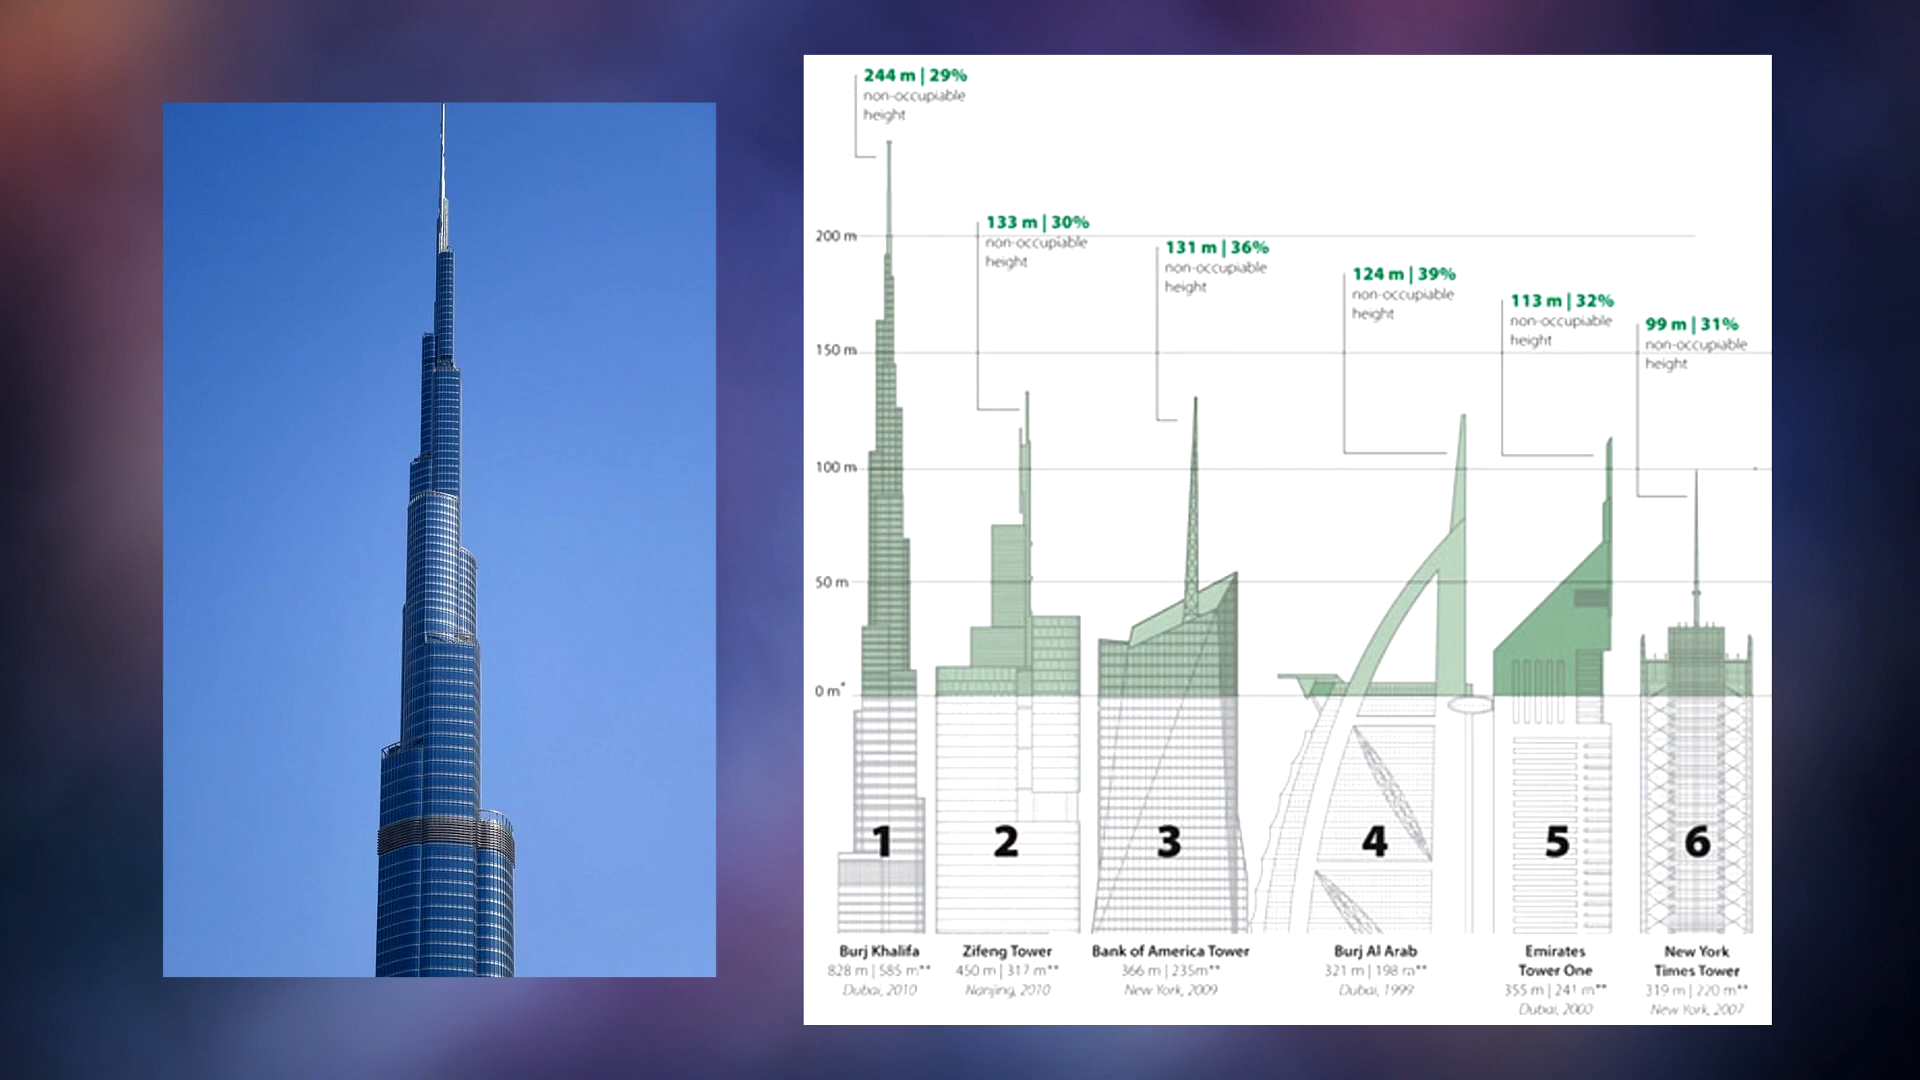 244 m | 29%
non-occupiable
height
133 m | 30%
non-occupiable
height
131 m | 36%
non-occupiable
height
124 m | 39%
non-occupiable
height
113 m | 32%
non-occupiable
height
99 m | 31%
non-occupiable
height
200 m
150 m
100 m
50 m
0 m*
1
2
3
4
5
6
Burj Khalifa
828 m | 585 m**
Dubai, 2010
Zifeng Tower
450 m | 317 m**
Nanjing, 2010
Bank of America Tower
366 m | 235m**
New York, 2009
Burj Al Arab
321 m | 198 m**
Dubai, 1999
Emirates
Tower One
355 m | 241 m**
Dubai, 2000
New York
Times Tower
319 m | 220 m**
New York, 2007